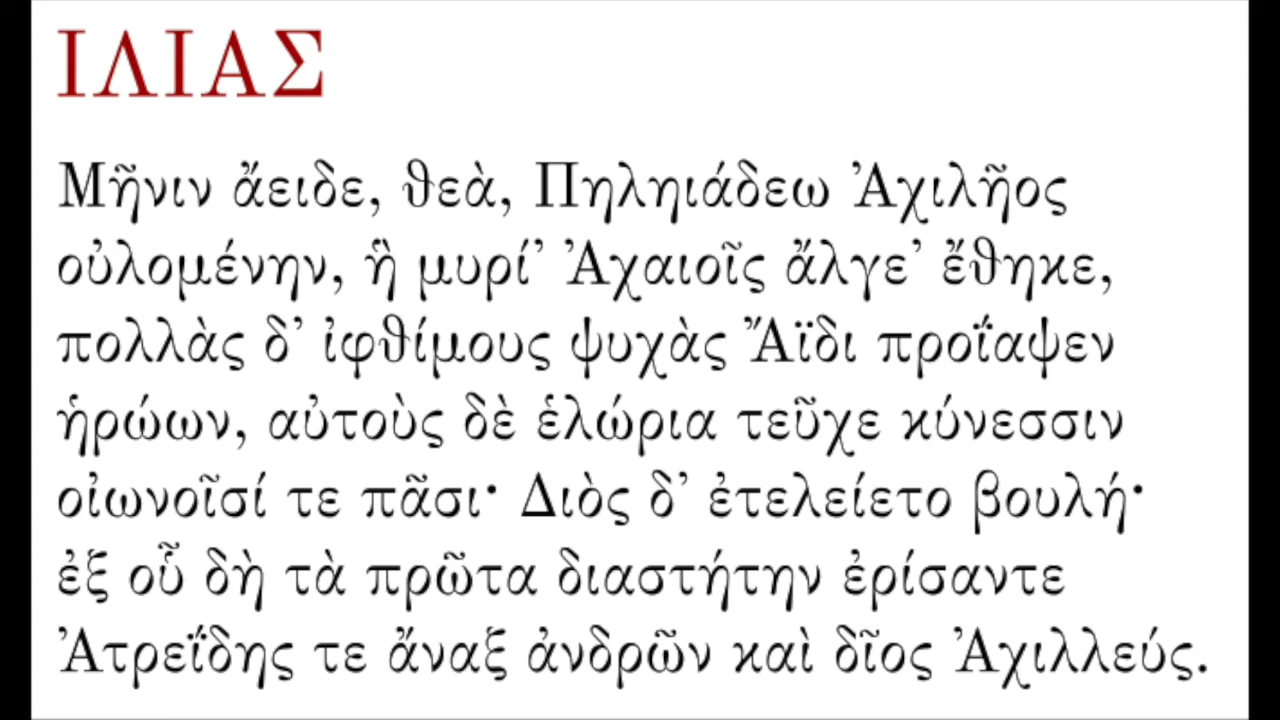 ΙΛΙΑΣ
Μῆνιν ἄειδε, θεὰ, Πηληιάδεω Ἀχιλῆος
οὐλομένην, ἣ μυρί’ Ἀχαιοῖς ἄλγε’ ἔθηκε,
πολλὰς δ’ ἰφθίμους ψυχὰς Ἄϊδι προΐαψεν
ἡρώων, αὐτοὺς δὲ ἑλώρια τεῦχε κύνεσσιν
οἰωνοῖσί τε πᾶσι· Διὸς δ’ ἐτελείετο βουλή·
ἐξ οὗ δὴ τὰ πρῶτα διαστήτην ἐρίσαντε
Ἀτρεΐδης τε ἄναξ ἀνδρῶν καὶ δῖος Ἀχιλλεύς.